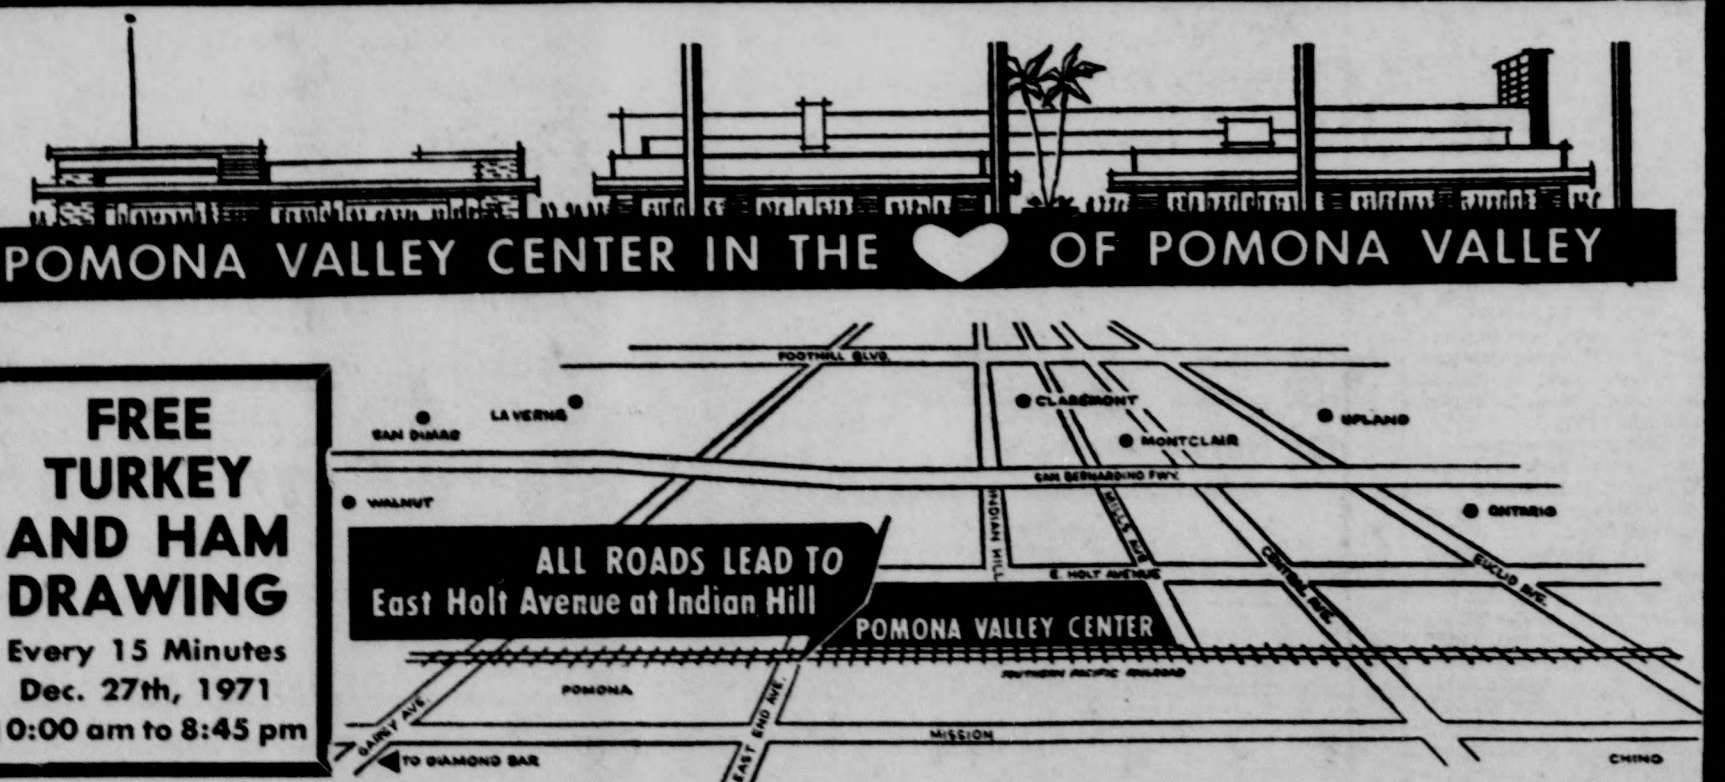 POMONA VALLEY CENTER IN THE OF POMONA VALLEY
FREE
TURKEY
AND HAM
DRAWING
Every 15 Minutes
Dec. 27th, 1971
0:00 am to 8:45 pm
FOOTHILL BLVD.
LA VERNE
SAN DIMAS
CLAREMONT
UPLAND
MONTCLAIR
SAN BERNARDINO FWY.
WALNUT
ONTARIO
INDIAN HILL
MILLS AVE
ALL ROADS LEAD TO
East Holt Avenue at Indian Hill
E. HOLT AVENUE
CENTRAL AVE.
EUCLID AVE.
POMONA VALLEY CENTER
SOUTHERN PACIFIC RAILROAD
POMONA
GAREY AVE.
EAST END AVE.
MISSION
TO DIAMOND BAR
CHINO